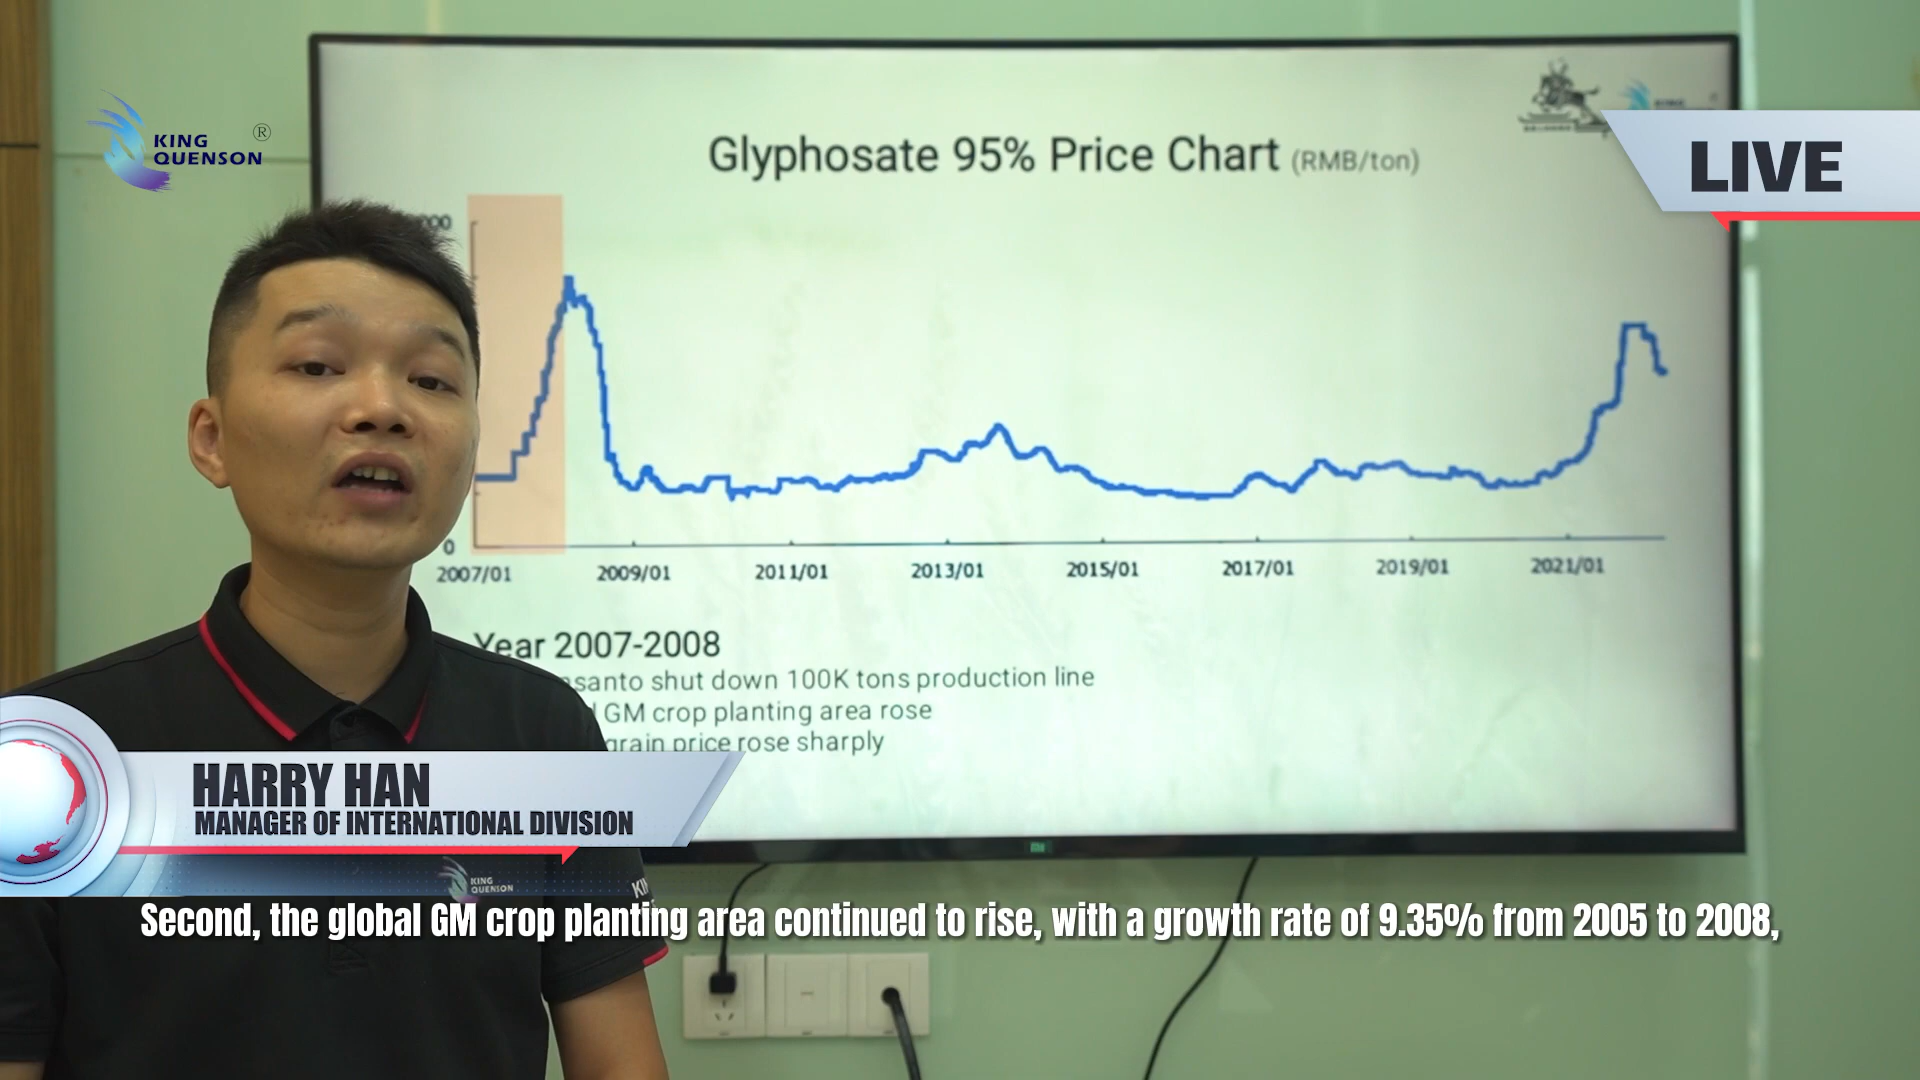 KING
QUENSON
®
LIVE
Glyphosate 95% Price Chart (RMB/ton)
0
2007/01 2009/01 2011/01 2013/01 2015/01 2017/01 2019/01 2021/01
Year 2007-2008
santo shut down 100K tons production line
GM crop planting area rose
grain price rose sharply
HARRY HAN
MANAGER OF INTERNATIONAL DIVISION
KING
QUENSON
Second, the global GM crop planting area continued to rise, with a growth rate of 9.35% from 2005 to 2008,